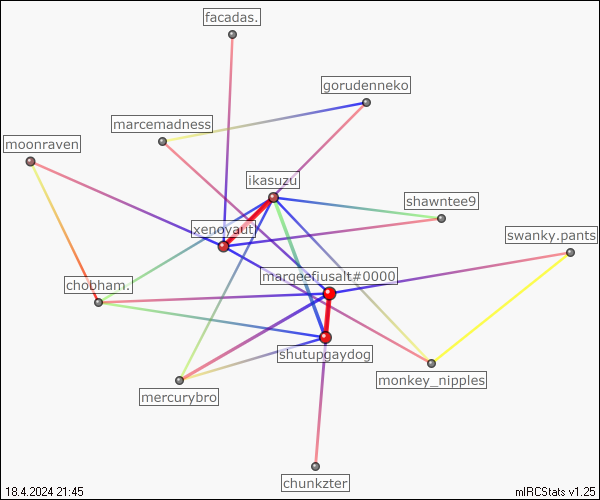 facadas.
gorudenneko
marcemadness
moonraven
ikasuzu
shawntee9
xenoyaut
swanky.pants
marqeefjusalt#0000
chobham.
shutupgaydog
monkey_nipples
mercurybro
chunkzter
18.4.2024 21:45
mIRCStats v1.25